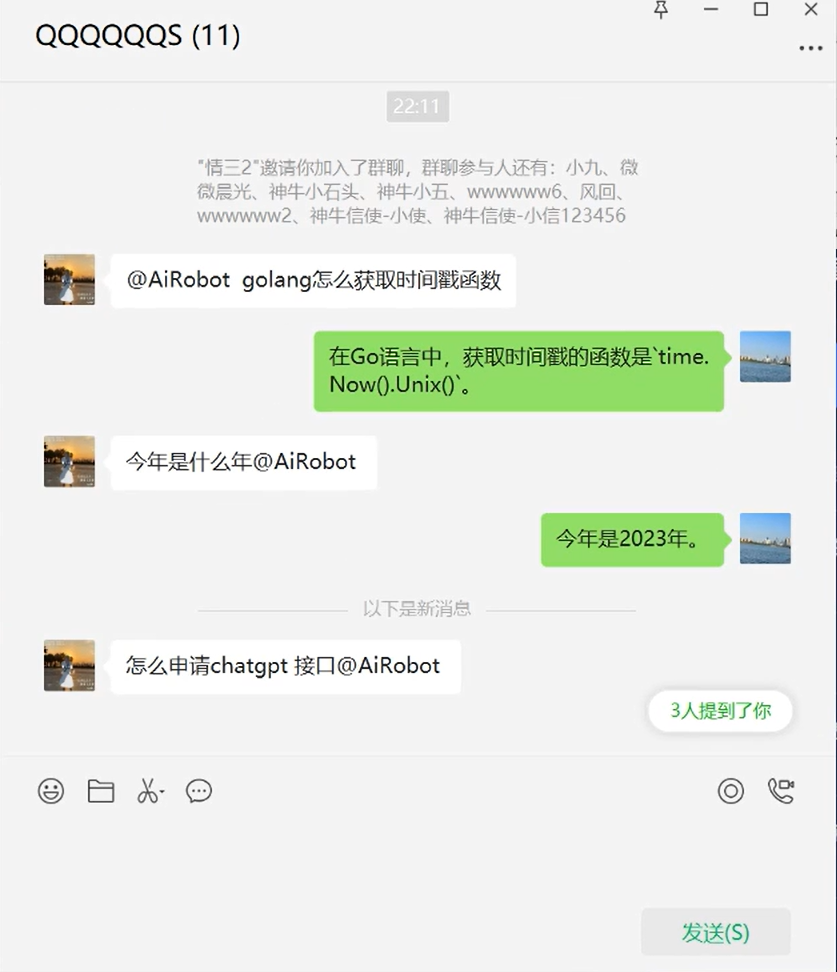 QQQQQQS (11)
22:11
"情三2"邀请你加入了群聊，群聊参与人还有：小九、微
微晨光、神牛小石头、神牛小五、wwwwww6、风回、
wwwwww2、神牛信使-小使、神牛信使-小信123456
@AiRobot  golang怎么获取时间戳函数
在Go语言中，获取时间戳的函数是`time.
Now().Unix()`。
今年是什么年@AiRobot
今年是2023年。
以下是新消息
怎么申请chatgpt 接口@AiRobot
3人提到了你
发送(S)